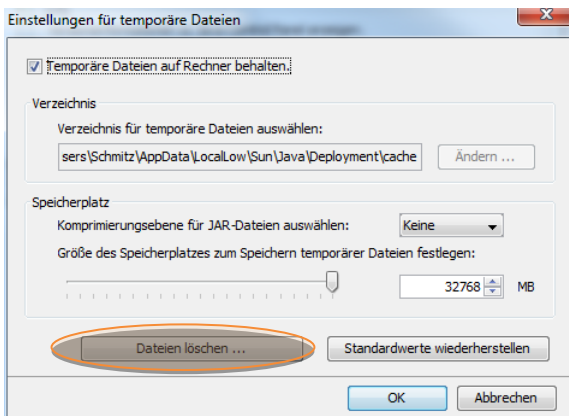 Einstellungen für temporäre Dateien
Temporäre Dateien auf Rechner behalten.
Verzeichnis
Verzeichnis für temporäre Dateien auswählen:
sers\Schmitz\AppData\LocalLow\Sun\Java\Deployment\cache
Ändern ...
Speicherplatz
Komprimierungsebene für JAR-Dateien auswählen: Keine
Größe des Speicherplatzes zum Speichern temporärer Dateien festlegen:
32768 MB
Dateien löschen ... Standardwerte wiederherstellen
OK Abbrechen